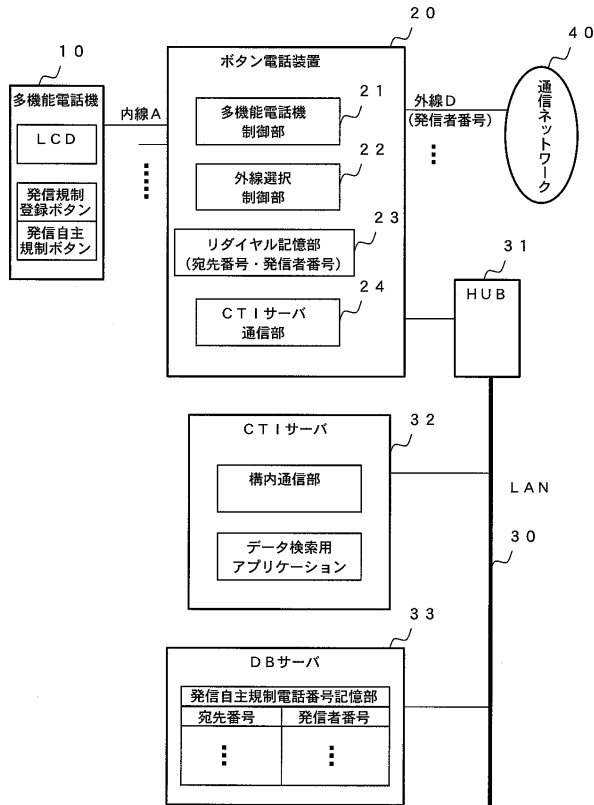 １０
多機能電話機
ＬＣＤ
発信規制
登録ボタン
発信自主
規制ボタン
内線Ａ
２０
ボタン電話装置
２１
多機能電話機
制御部
２２
外線選択
制御部
２３
リダイヤル記憶部
（宛先番号・発信者番号）
２４
ＣＴＩサーバ
通信部
外線Ｄ
（発信者番号）
４０
通信ネットワーク
３１
ＨＵＢ
３２
ＣＴＩサーバ
構内通信部
データ検索用
アプリケーション
ＬＡＮ
３０
３３
ＤＢサーバ
発信自主規制電話番号記憶部
宛先番号
発信者番号